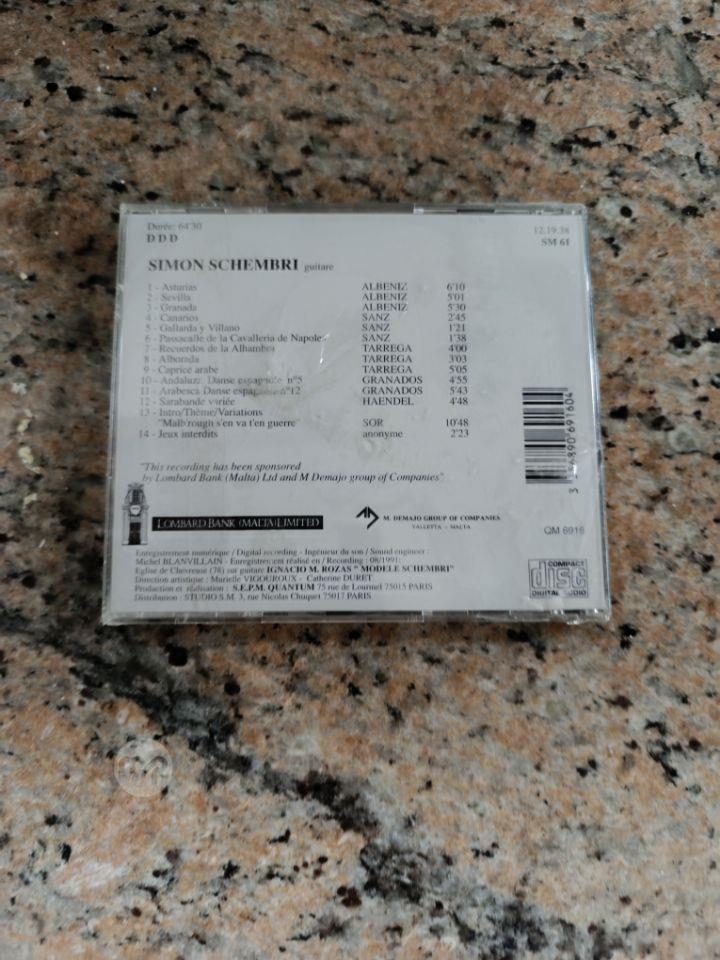 Durée: 64'30
D D D
12.19.38
SM 61
SIMON SCHEMBRI guitare
1 - Asturias ALBENIZ 6'10
2 - Sevilla ALBENIZ 5'01
3 - Granada ALBENIZ 5'30
4 - Canarios SANZ 2'45
5 - Gallarda y Villano SANZ 1'21
6 - Passacalle de la Cavalleria de Napoles SANZ 1'38
7 - Recuerdos de la Alhambra TARREGA 4'00
8 - Alborada TARREGA 3'03
9 - Caprice arabe TARREGA 5'05
10 - Andaluza Danse espagnole n°5 GRANADOS 4'55
11 - Arabesca Danse espagnole n°12 GRANADOS 5'43
12 - Sarabande variée HAENDEL 4'48
13 - Intro/Thème/Variations
"Malb'rough s'en va t'en guerre" SOR 10'48
14 - Jeux interdits anonyme 2'23
"This recording has been sponsored
by Lombard Bank (Malta) Ltd and M Demajo group of Companies"
LOMBARD BANK (MALTA) LIMITED
M. DEMAJO GROUP OF COMPANIES
VALLETTA - MALTA
QM 6916
Enregistrement numérique / Digital recording - Ingénieur du son / Sound engineer :
Michel BLANVILLAIN - Enregistrement réalisé en / Recording : 08/1991:
Eglise de Chevreuse (78) sur guitare IGNACIO M. ROZAS " MODELE SCHEMBRI"
Direction artistique : Murielle VIGOUROUX - Catherine DURET
Production et réalisation : S.E.P.M. QUANTUM 75 rue de Lourmel 75015 PARIS
Distribution : STUDIO S.M. 3, rue Nicolas Chuquet 75017 PARIS
COMPACT
disc
DIGITAL AUDIO